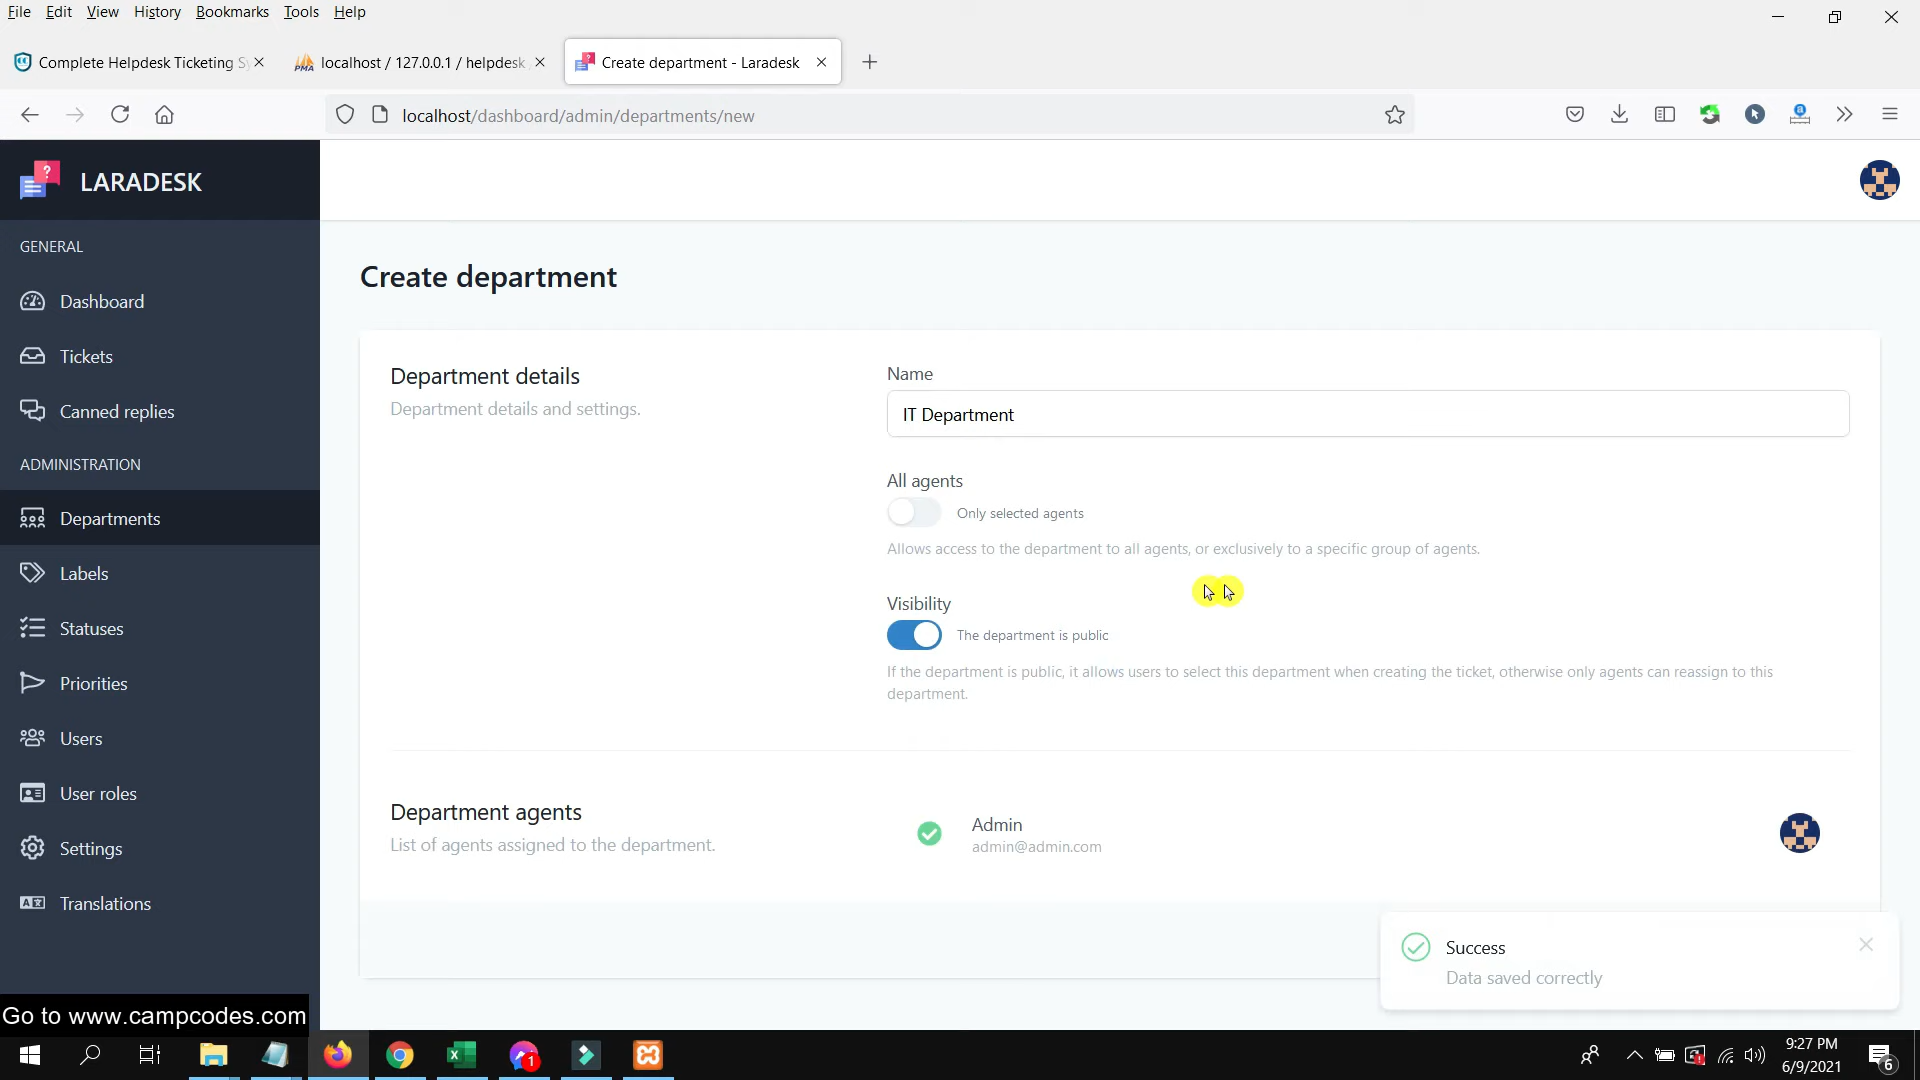 File Edit View History Bookmarks Tools Help
Complete Helpdesk Ticketing Sy
localhost / 127.0.0.1 / helpdesk
Create department - Laradesk
localhost/dashboard/admin/departments/new
LARADESK
GENERAL
Dashboard
Tickets
Canned replies
ADMINISTRATION
Departments
Labels
Statuses
Priorities
Users
User roles
Settings
Translations
Create department
Department details
Department details and settings.
Name
IT Department
All agents
Only selected agents
Allows access to the department to all agents, or exclusively to a specific group of agents.
Visibility
The department is public
If the department is public, it allows users to select this department when creating the ticket, otherwise only agents can reassign to this
department.
Department agents
List of agents assigned to the department.
Admin
admin@admin.com
Success
Data saved correctly
Go to www.campcodes.com
1
9:27 PM
6/9/2021
6